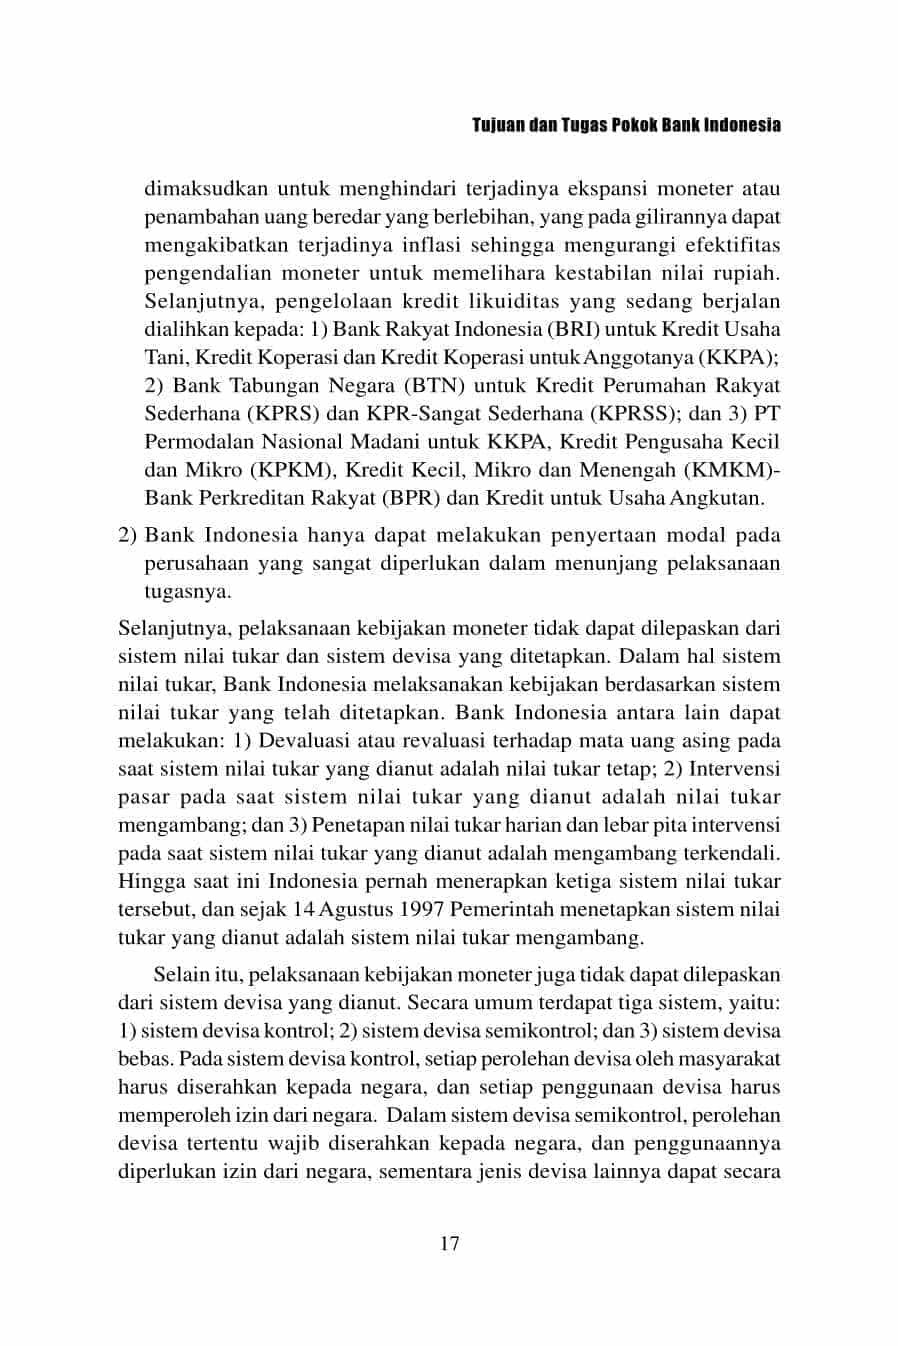 Tujuan dan Tugas Pokok Bank Indonesia
dimaksudkan untuk menghindari terjadinya ekspansi moneter atau
penambahan uang beredar yang berlebihan, yang pada gilirannya dapat
mengakibatkan terjadinya inflasi sehingga mengurangi efektifitas
pengendalian moneter untuk memelihara kestabilan nilai rupiah.
Selanjutnya, pengelolaan kredit likuiditas yang sedang berjalan
dialihkan kepada: 1) Bank Rakyat Indonesia (BRI) untuk Kredit Usaha
Tani, Kredit Koperasi dan Kredit Koperasi untuk Anggotanya (KKPA);
2) Bank Tabungan Negara (BTN) untuk Kredit Perumahan Rakyat
Sederhana (KPRS) dan KPR-Sangat Sederhana (KPRSS); dan 3) PT
Permodalan Nasional Madani untuk KKPA, Kredit Pengusaha Kecil
dan Mikro (KPKM), Kredit Kecil, Mikro dan Menengah (KMKM)-
Bank Perkreditan Rakyat (BPR) dan Kredit untuk Usaha Angkutan.
2) Bank Indonesia hanya dapat melakukan penyertaan modal pada
perusahaan yang sangat diperlukan dalam menunjang pelaksanaan
tugasnya.
Selanjutnya, pelaksanaan kebijakan moneter tidak dapat dilepaskan dari
sistem nilai tukar dan sistem devisa yang ditetapkan. Dalam hal sistem
nilai tukar, Bank Indonesia melaksanakan kebijakan berdasarkan sistem
nilai tukar yang telah ditetapkan. Bank Indonesia antara lain dapat
melakukan: 1) Devaluasi atau revaluasi terhadap mata uang asing pada
saat sistem nilai tukar yang dianut adalah nilai tukar tetap; 2) Intervensi
pasar pada saat sistem nilai tukar yang dianut adalah nilai tukar
mengambang; dan 3) Penetapan nilai tukar harian dan lebar pita intervensi
pada saat sistem nilai tukar yang dianut adalah mengambang terkendali.
Hingga saat ini Indonesia pernah menerapkan ketiga sistem nilai tukar
tersebut, dan sejak 14 Agustus 1997 Pemerintah menetapkan sistem nilai
tukar yang dianut adalah sistem nilai tukar mengambang.
Selain itu, pelaksanaan kebijakan moneter juga tidak dapat dilepaskan
dari sistem devisa yang dianut. Secara umum terdapat tiga sistem, yaitu:
1) sistem devisa kontrol; 2) sistem devisa semikontrol; dan 3) sistem devisa
bebas. Pada sistem devisa kontrol, setiap perolehan devisa oleh masyarakat
harus diserahkan kepada negara, dan setiap penggunaan devisa harus
memperoleh izin dari negara. Dalam sistem devisa semikontrol, perolehan
devisa tertentu wajib diserahkan kepada negara, dan penggunaannya
diperlukan izin dari negara, sementara jenis devisa lainnya dapat secara
17